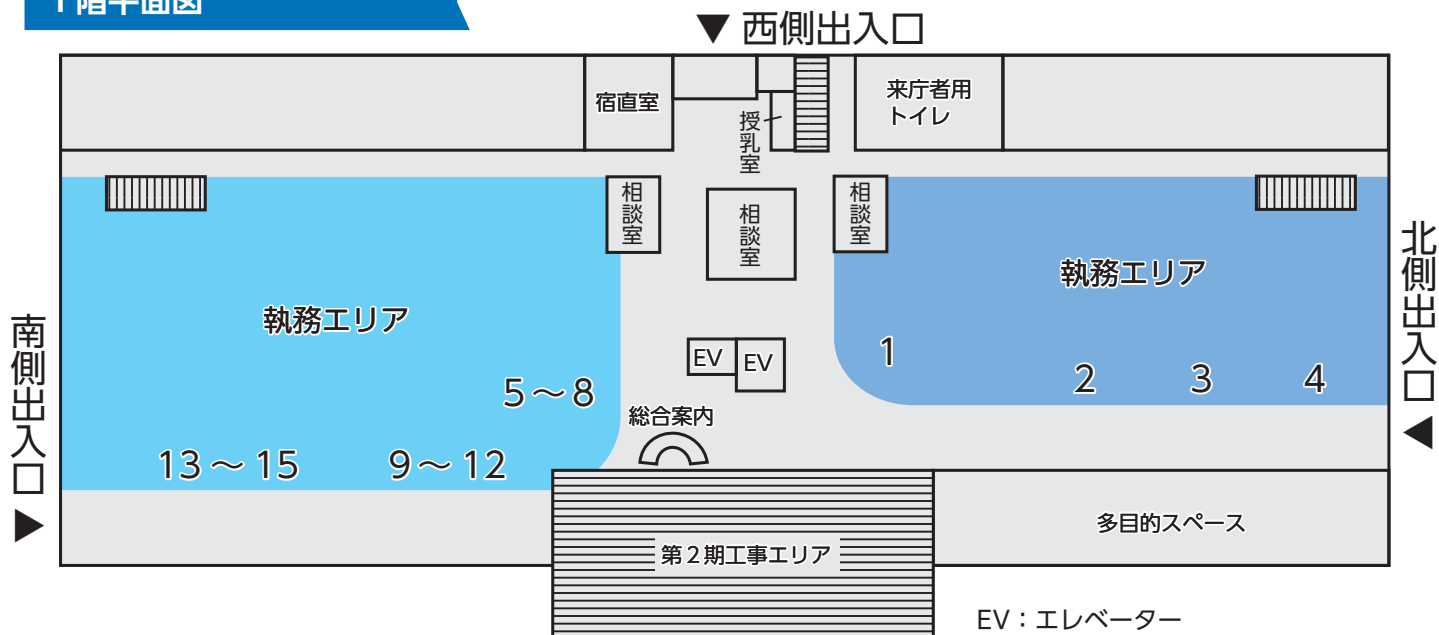 1階平面図
▼ 西側出入口
宿直室
授乳室
来庁者用
トイレ
相談室
相談室
相談室
執務エリア
執務エリア
北側出入口
◀
南側出入口
▶
1
2
3
4
EV
EV
5～8
総合案内
13～15
9～12
多目的スペース
第2期工事エリア
EV：エレベーター